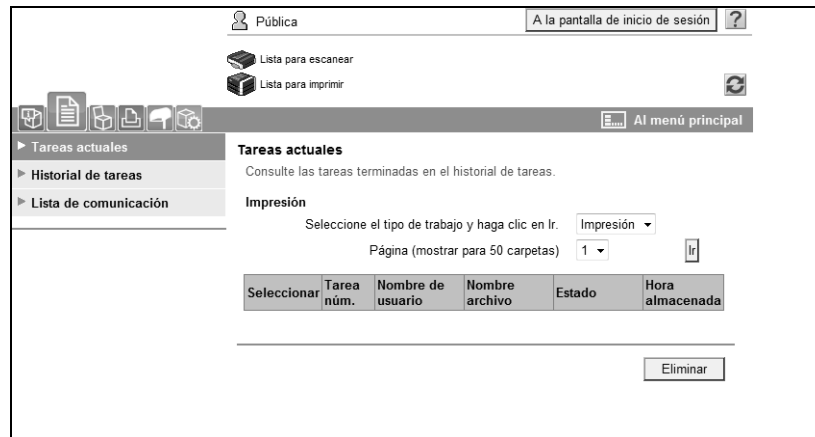 Pública
A la pantalla de inicio de sesión
?
Lista para escanear
Lista para imprimir
Al menú principal
Tareas actuales
Historial de tareas
Lista de comunicación
Tareas actuales
Consulte las tareas terminadas en el historial de tareas.
Impresión
Seleccione el tipo de trabajo y haga clic en Ir. Impresión
Página (mostrar para 50 carpetas) 1 Ir
Seleccionar Tarea núm. Nombre de usuario Nombre archivo Estado Hora almacenada
Eliminar